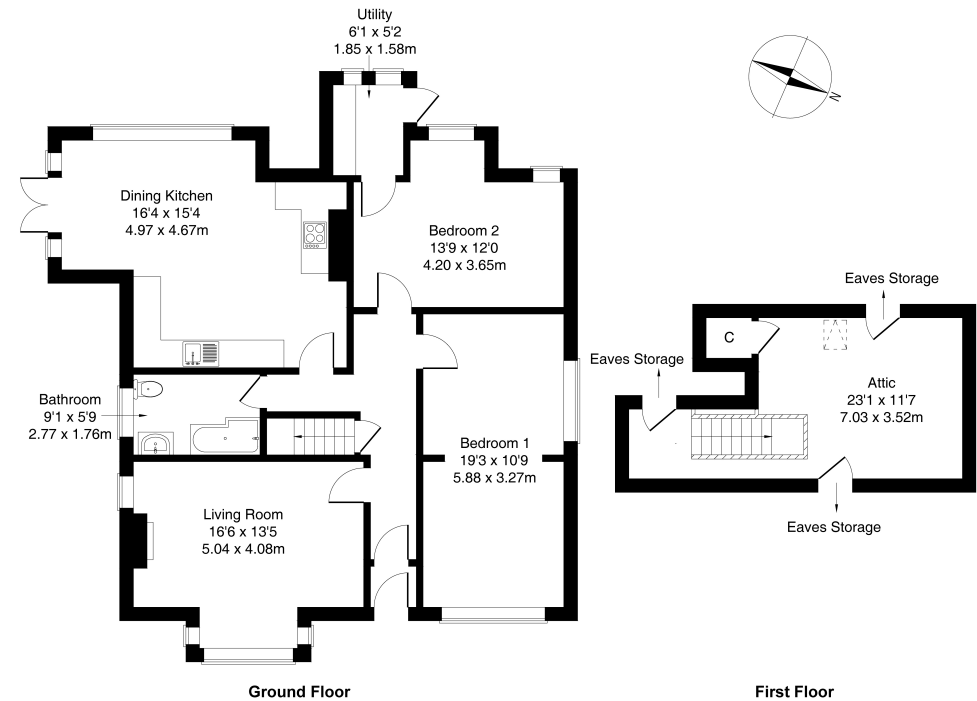 Utility
6'1 x 5'2
1.85 x 1.58m
N
Dining Kitchen
16'4 x 15'4
4.97 x 4.67m
Bedroom 2
13'9 x 12'0
4.20 x 3.65m
Eaves Storage
C
Eaves Storage
Attic
23'1 x 11'7
7.03 x 3.52m
Bathroom
9'1 x 5'9
2.77 x 1.76m
Bedroom 1
19'3 x 10'9
5.88 x 3.27m
Living Room
16'6 x 13'5
5.04 x 4.08m
Eaves Storage
Ground Floor
First Floor